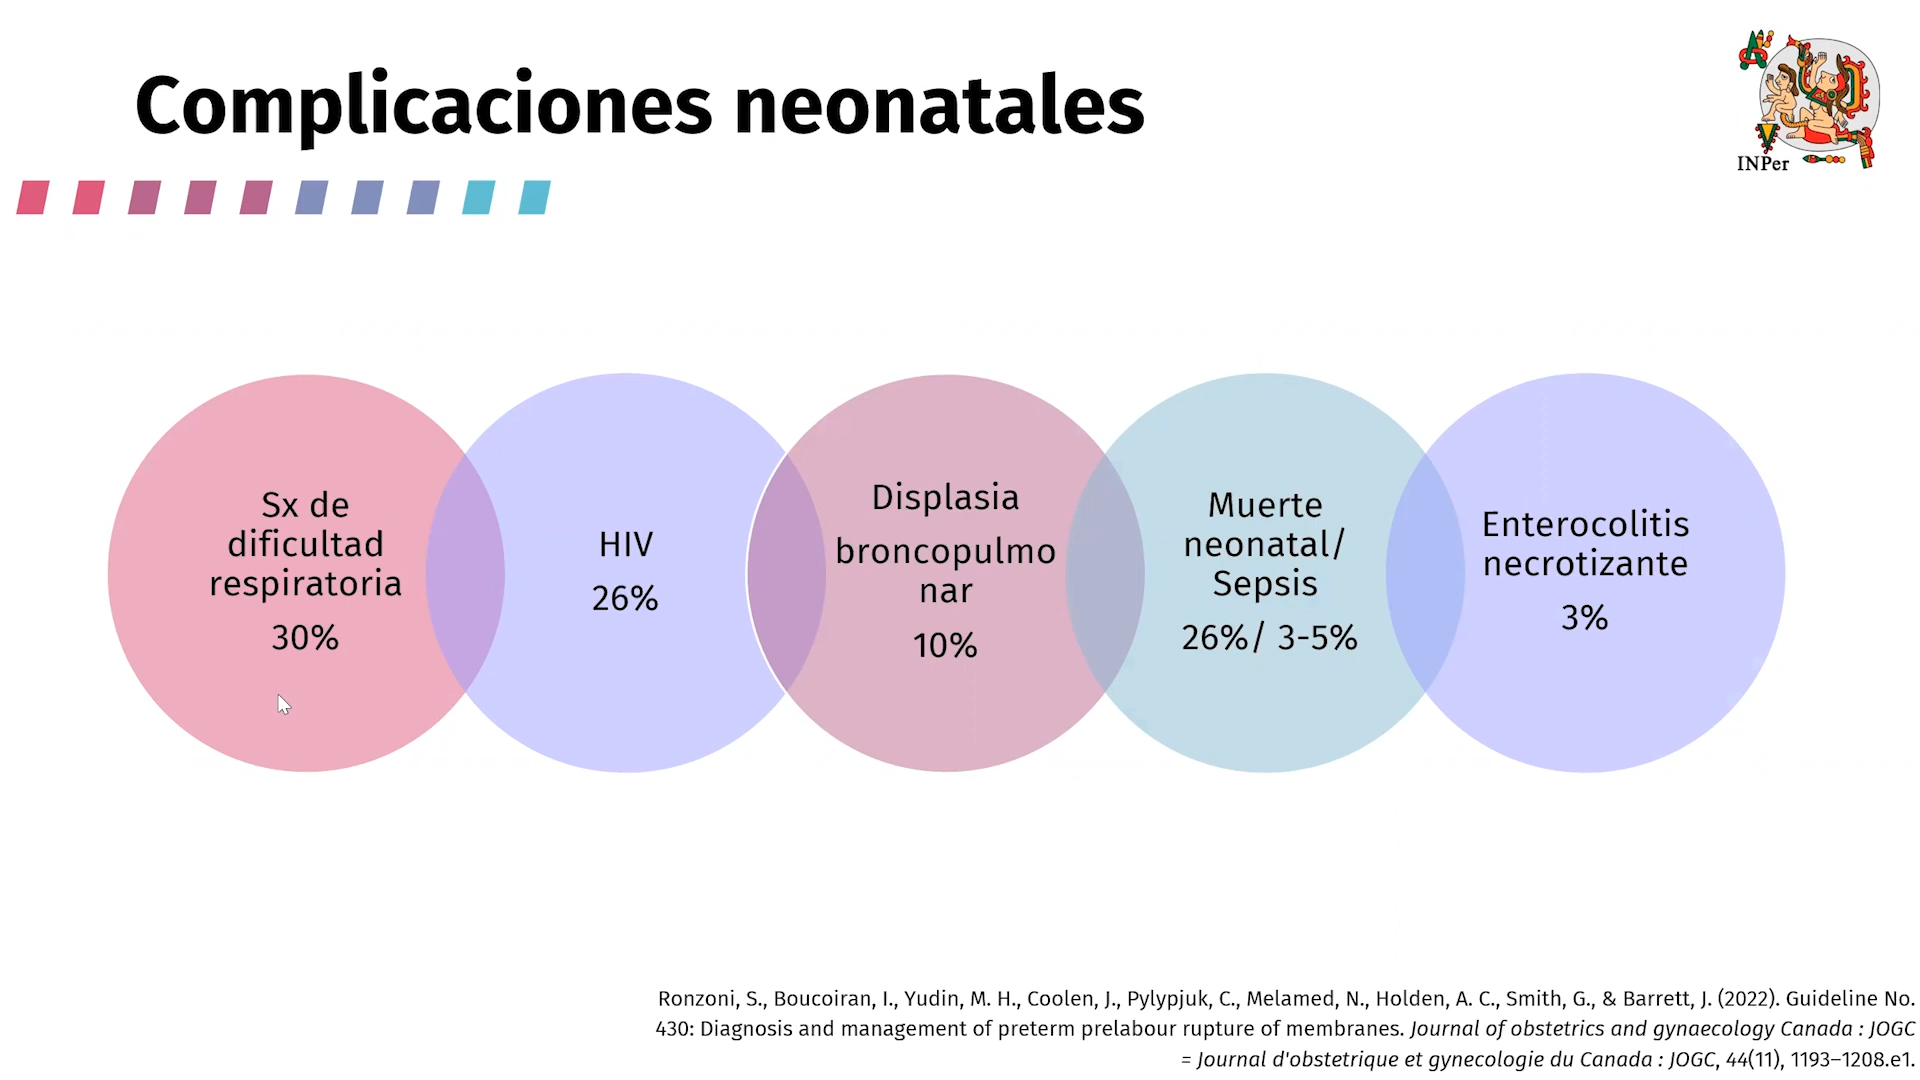 Complicaciones neonatales
INPer
Sx de
dificultad
respiratoria
30%
HIV
26%
Displasia
broncopulmo
nar
10%
Muerte
neonatal/
Sepsis
26%/ 3-5%
Enterocolitis
necrotizante
3%
Ronzoni, S., Boucoiran, I., Yudin, M. H., Coolen, J., Pylypjuk, C., Melamed, N., Holden, A. C., Smith, G., & Barrett, J. (2022). Guideline No.
430: Diagnosis and management of preterm prelabour rupture of membranes. Journal of obstetrics and gynaecology Canada : JOGC
= Journal d'obstetrique et gynecologie du Canada : JOGC, 44(11), 1193–1208.e1.